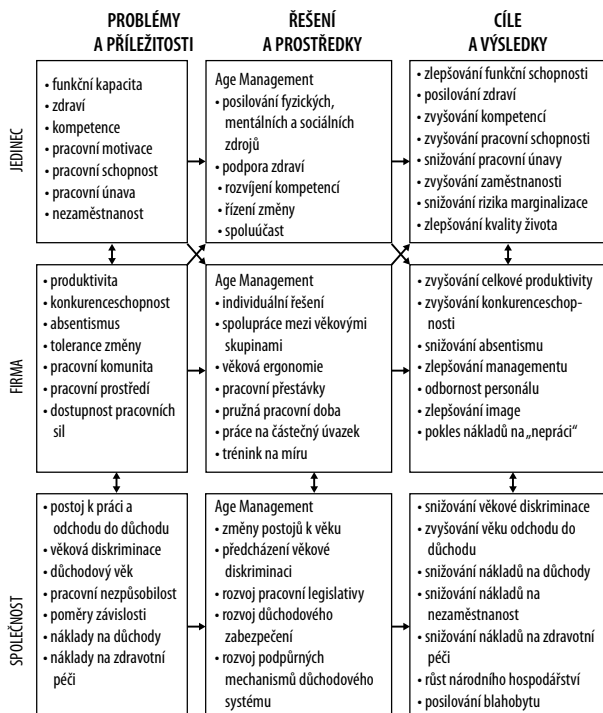 PROBLÉMY
A PŘÍLEŽITOSTI
ŘEŠENÍ
A PROSTŘEDKY
CÍLE
A VÝSLEDKY
JEDINEC
• funkční kapacita
• zdraví
• kompetence
• pracovní motivace
• pracovní schopnost
• pracovní únava
• nezaměstnanost
Age Management
• posilování fyzických,
mentálních a sociálních
zdrojů
• podpora zdraví
• rozvíjení kompetencí
• řízení změny
• spoluúčast
• zlepšování funkční schopnosti
• posilování zdraví
• zvyšování kompetencí
• zvyšování pracovní schopnosti
• snižování pracovní únavy
• zvyšování zaměstnanosti
• snižování rizika marginalizace
• zlepšování kvality života
FIRMA
• produktivita
• konkurenceschopnost
• absentismus
• tolerance změny
• pracovní komunita
• pracovní prostředí
• dostupnost pracovních
sil
Age Management
• individuální řešení
• spolupráce mezi věkovými
skupinami
• věková ergonomie
• pracovní přestávky
• pružná pracovní doba
• práce na částečný úvazek
• trénink na míru
• zvyšování celkové produktivity
• zvyšování konkurenceschop-
nosti
• snižování absentismu
• zlepšování managementu
• odbornost personálu
• zlepšování image
• pokles nákladů na „nepráci“
SPOLEČNOST
• postoj k práci a
odchodu do důchodu
• věková diskriminace
• důchodový věk
• pracovní nezpůsobilost
• poměry závislosti
• náklady na důchody
• náklady na zdravotní
péči
Age Management
• změny postojů k věku
• předcházení věkové
diskriminaci
• rozvoj pracovní legislativy
• rozvoj důchodového
zabezpečení
• rozvoj podpůrných
mechanismů důchodového
systému
• snižování věkové diskriminace
• zvyšování věku odchodu do
důchodu
• snižování nákladů na důchody
• snižování nákladů na
nezaměstnanost
• snižování nákladů na zdravotní
péči
• růst národního hospodářství
• posilování blahobytu